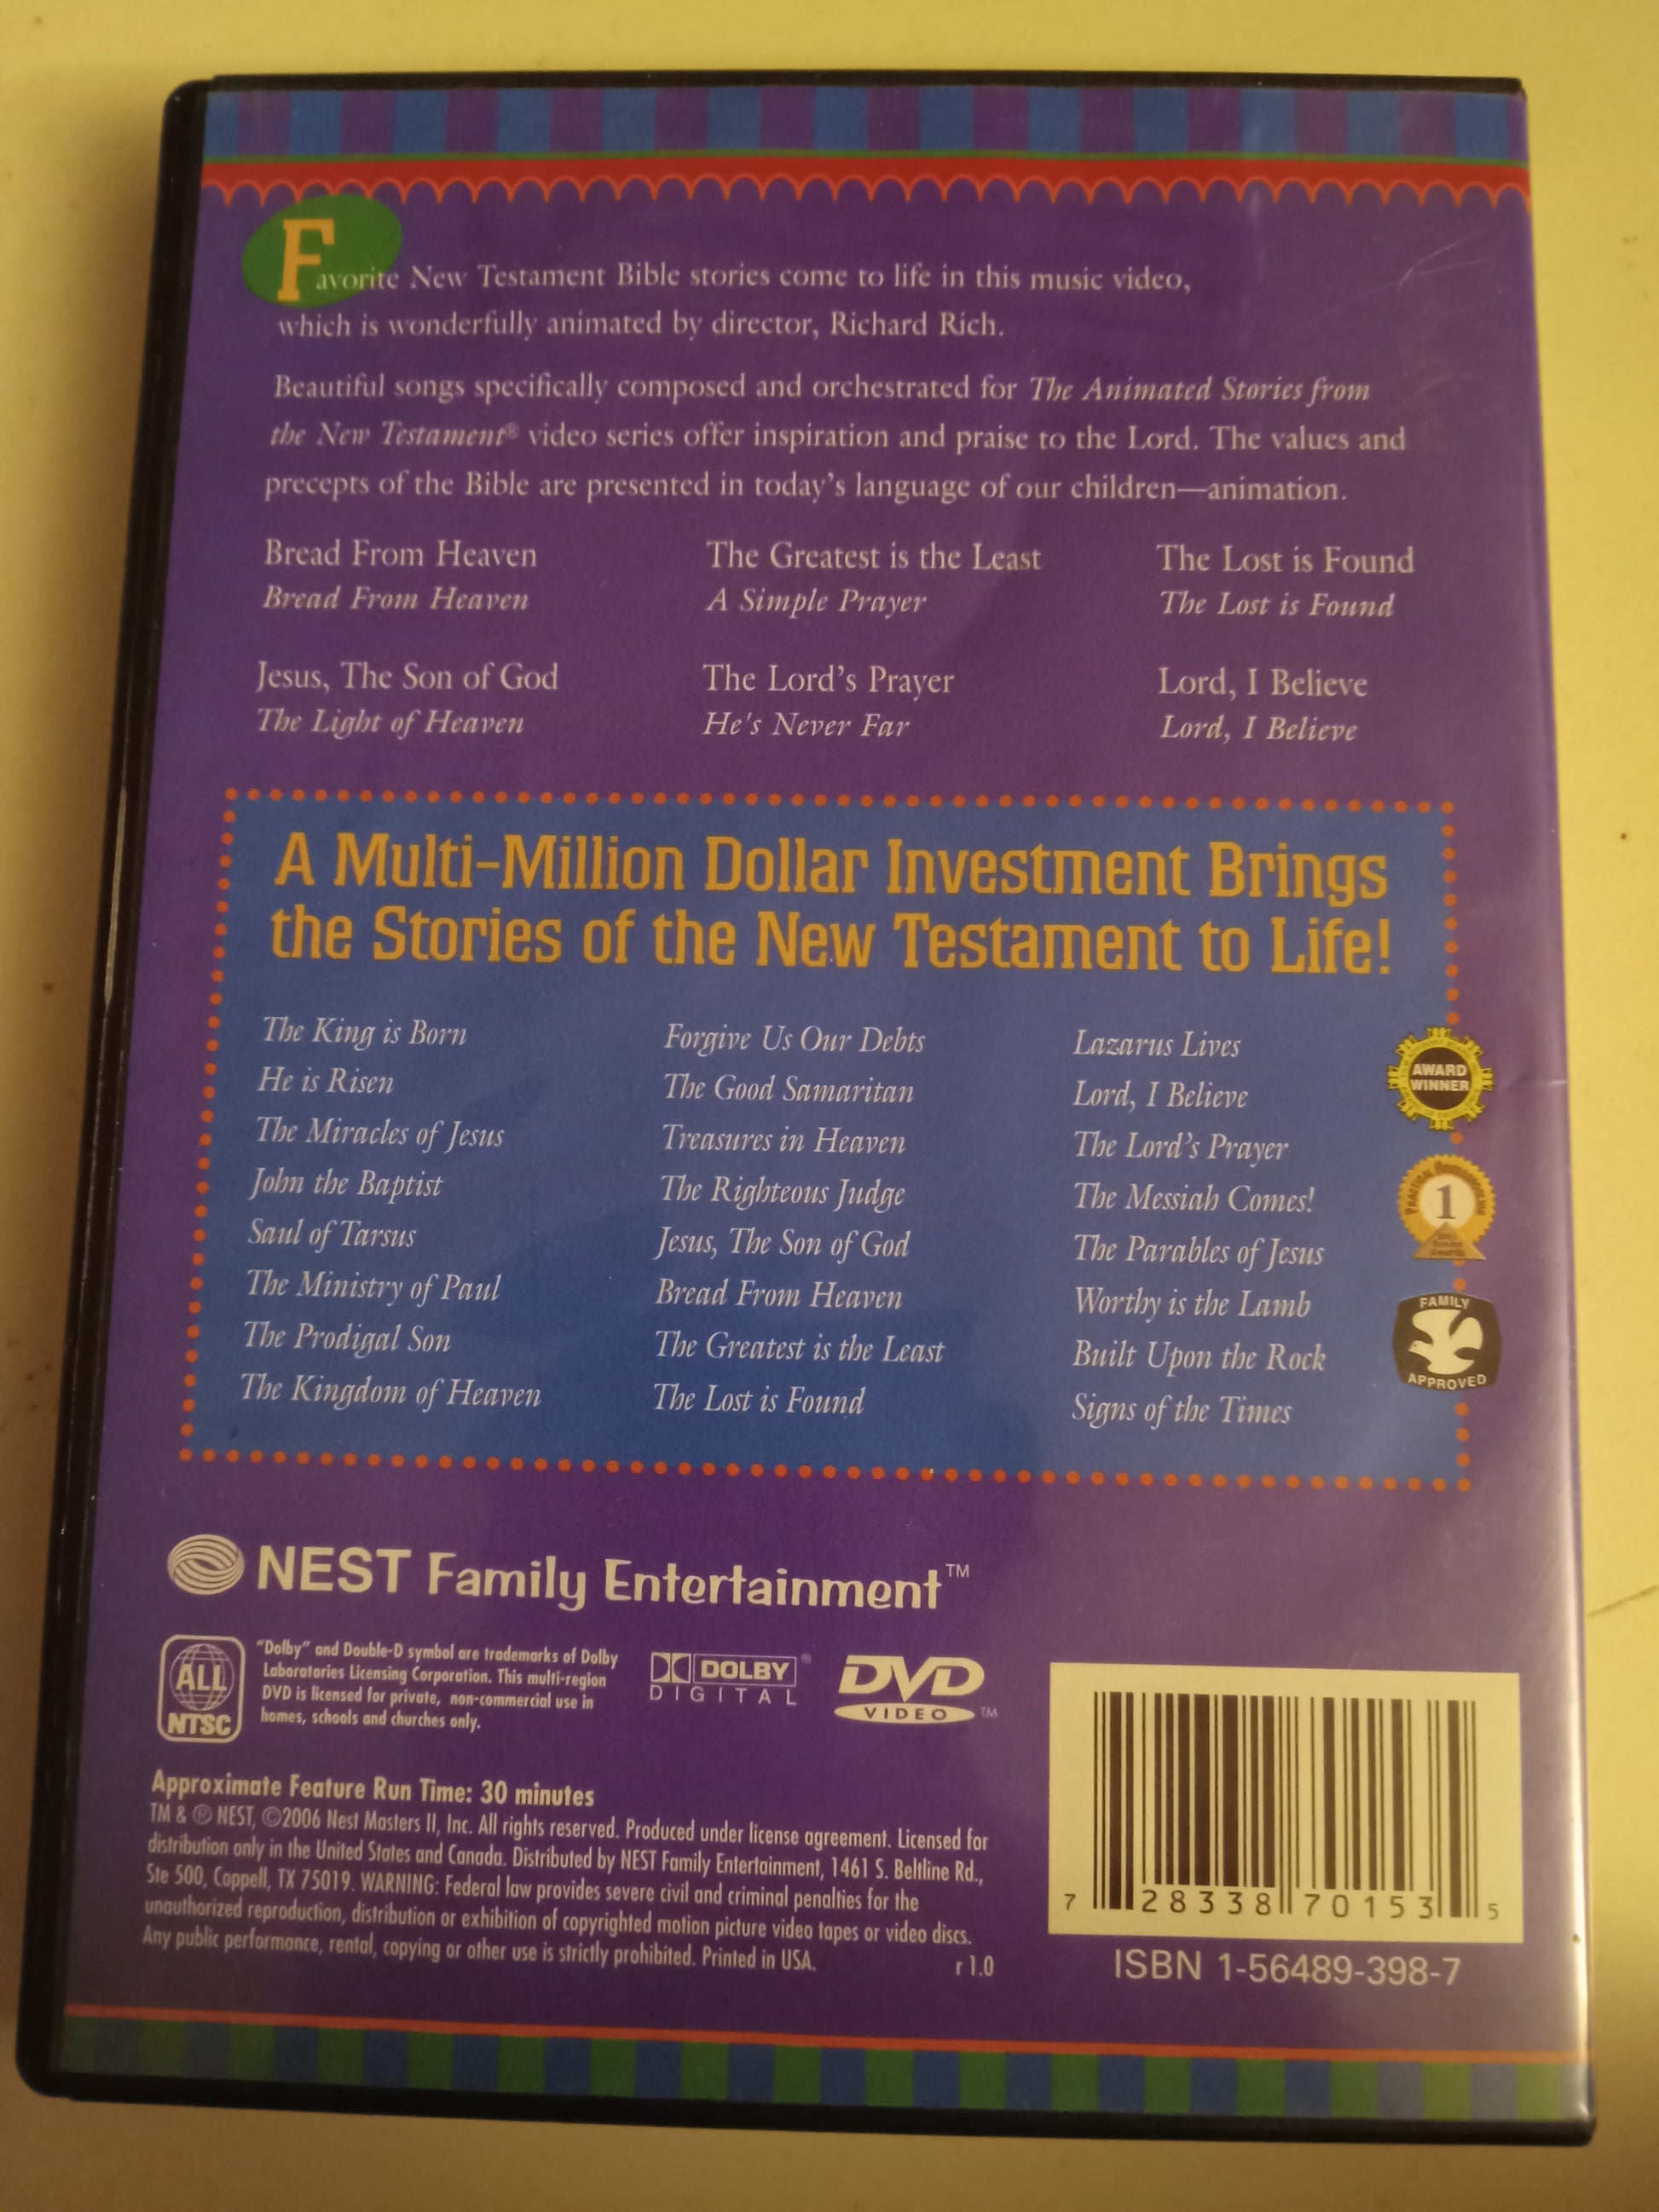 Favorite New Testament Bible stories come to life in this music video,
which is wonderfully animated by director, Richard Rich.
Beautiful songs specifically composed and orchestrated for The Animated Stories from
the New Testament® video series offer inspiration and praise to the Lord. The values and
precepts of the Bible are presented in today's language of our children—animation.
Bread From Heaven
Bread From Heaven
The Greatest is the Least
A Simple Prayer
The Lost is Found
The Lost is Found
Jesus, The Son of God
The Light of Heaven
The Lord's Prayer
He's Never Far
Lord, I Believe
Lord, I Believe
A Multi-Million Dollar Investment Brings
the Stories of the New Testament to Life!
The King is Born
He is Risen
The Miracles of Jesus
John the Baptist
Saul of Tarsus
The Ministry of Paul
The Prodigal Son
The Kingdom of Heaven
Forgive Us Our Debts
The Good Samaritan
Treasures in Heaven
The Righteous Judge
Jesus, The Son of God
Bread From Heaven
The Greatest is the Least
The Lost is Found
Lazarus Lives
Lord, I Believe
The Lord's Prayer
The Messiah Comes!
The Parables of Jesus
Worthy is the Lamb
Built Upon the Rock
Signs of the Times
AWARD
WINNER
1
FAMILY
APPROVED
NEST Family Entertainment™
ALL
NTSC
"Dolby" and Double-D symbol are trademarks of Dolby
Laboratories Licensing Corporation. This multi-region
DVD is licensed for private, non-commercial use in
homes, schools and churches only.
DOLBY®
DIGITAL
DVD
VIDEO™
Approximate Feature Run Time: 30 minutes
TM & ® NEST, ©2006 Nest Masters II, Inc. All rights reserved. Produced under license agreement. Licensed for
distribution only in the United States and Canada. Distributed by NEST Family Entertainment, 1461 S. Beltline Rd.,
Ste 500, Coppell, TX 75019. WARNING: Federal law provides severe civil and criminal penalties for the
unauthorized reproduction, distribution or exhibition of copyrighted motion picture video tapes or video discs.
Any public performance, rental, copying or other use is strictly prohibited. Printed in USA.
r 1.0
7 28338 70153 5
ISBN 1-56489-398-7